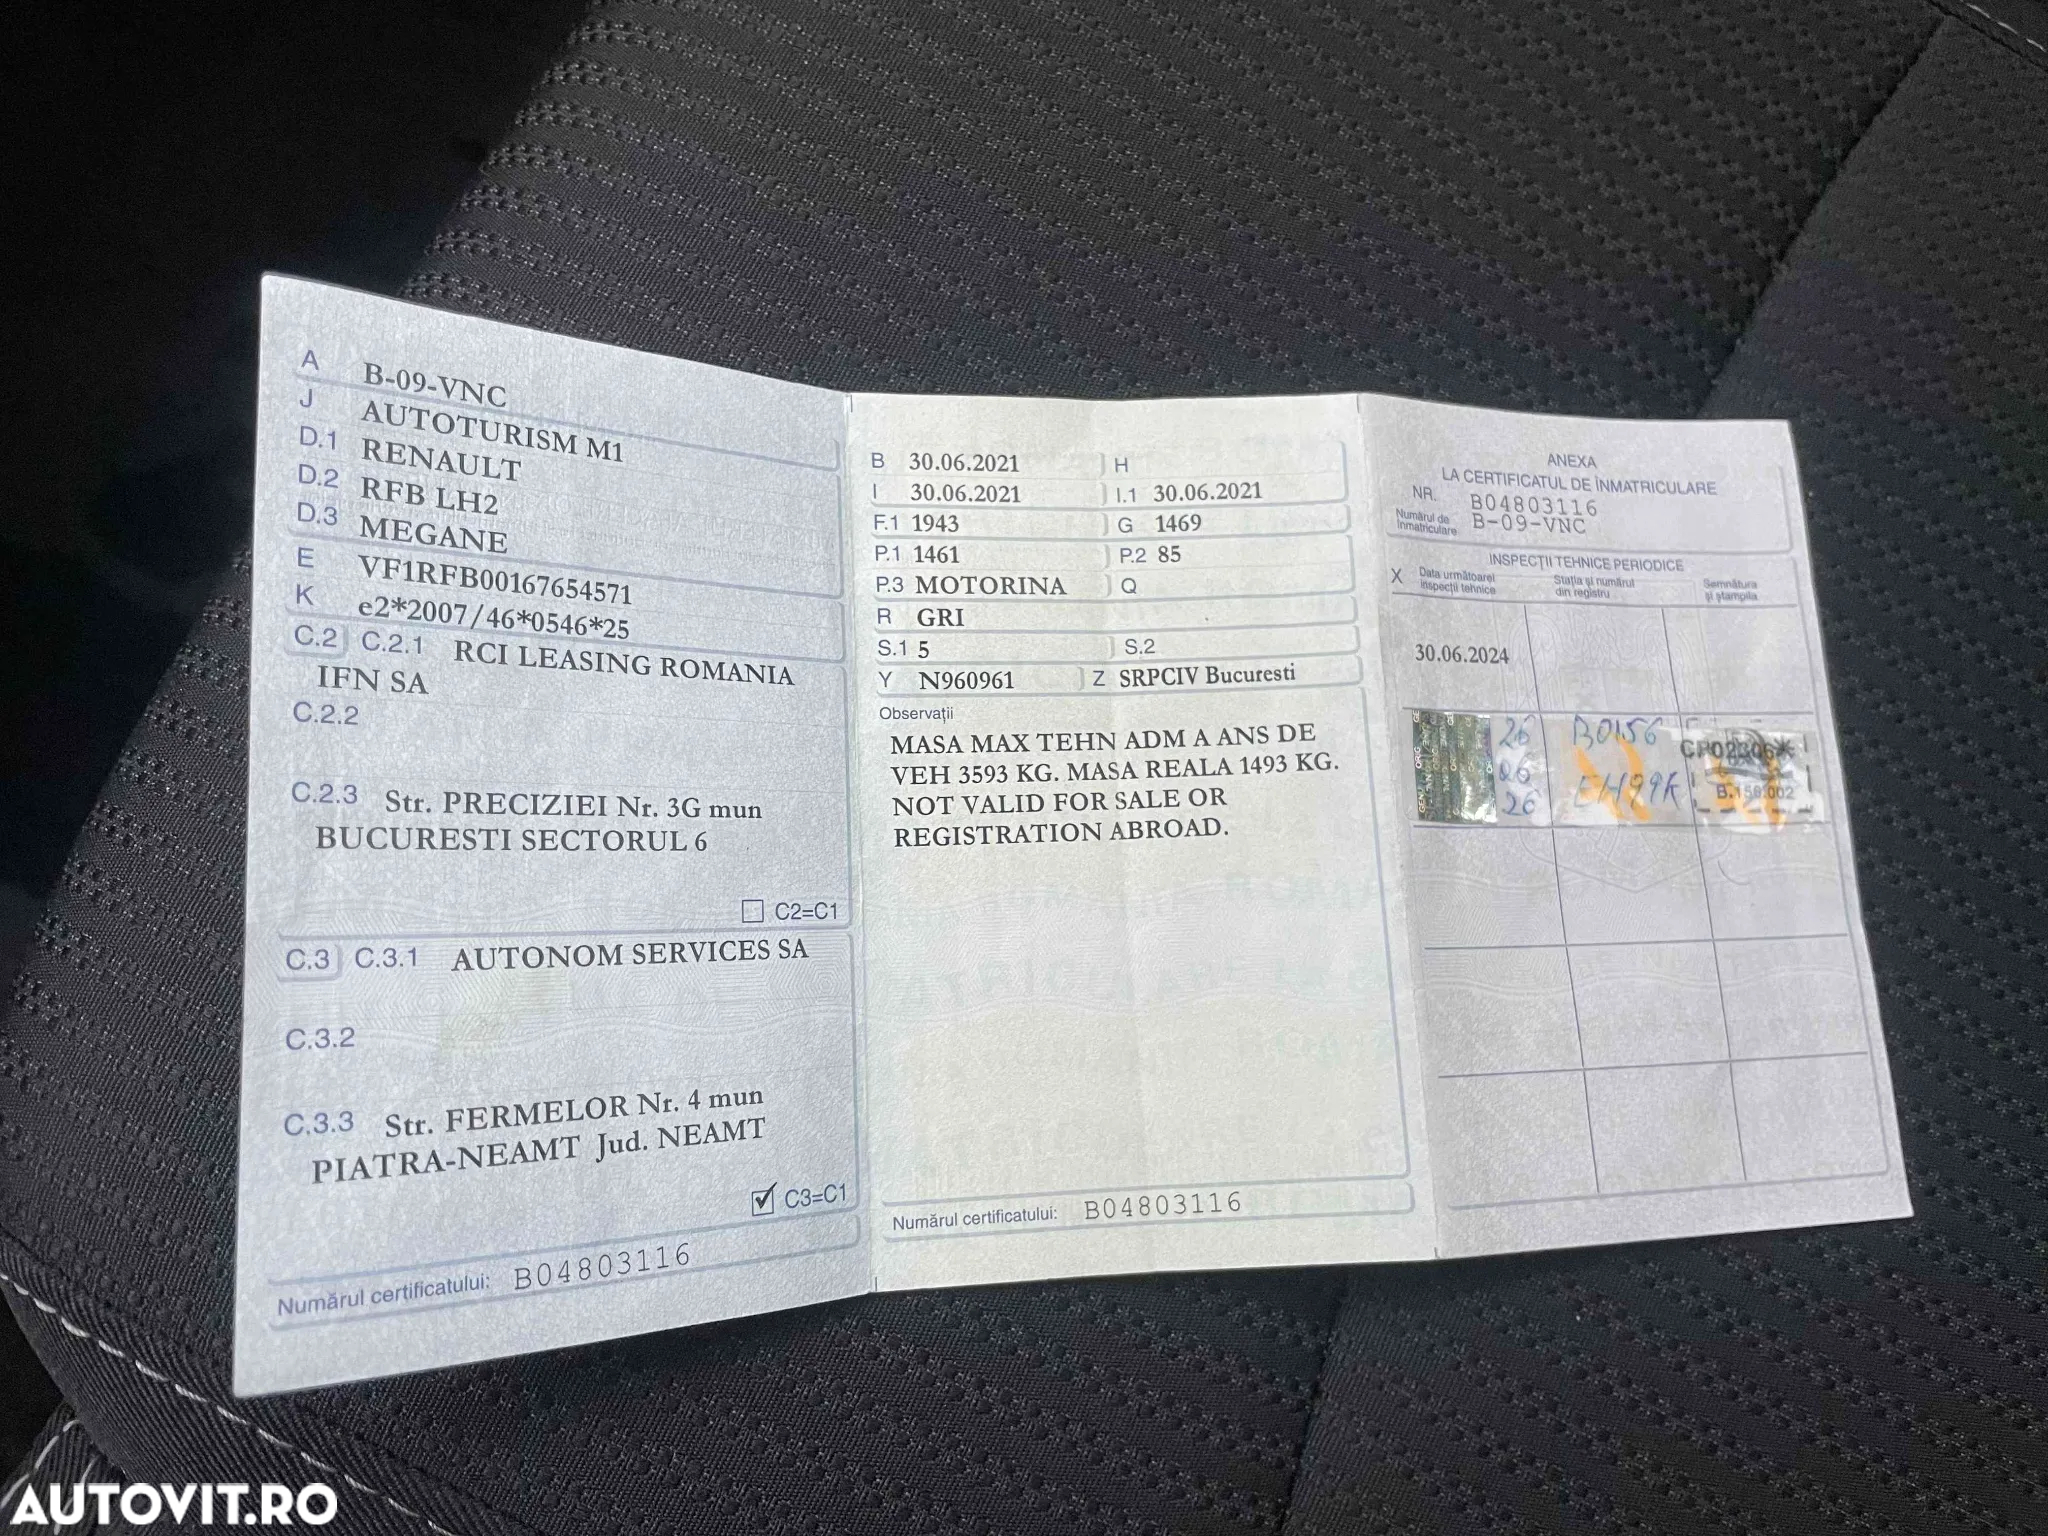 A B-09-VNC
J AUTOTURISM M1
D.1 RENAULT
D.2 RFB LH2
D.3 MEGANE
E VF1RFB00167654571
K e2*2007/46*0546*25
C.2 C.2.1 RCI LEASING ROMANIA
IFN SA
C.2.2
C.2.3 Str. PRECIZIEI Nr. 3G mun
BUCURESTI SECTORUL 6
C2=C1
C.3 C.3.1 AUTONOM SERVICES SA
C.3.2
C.3.3 Str. FERMELOR Nr. 4 mun
PIATRA-NEAMT Jud. NEAMT
C3=C1
Numărul certificatului: B04803116
B 30.06.2021 H
I 30.06.2021 I.1 30.06.2021
F.1 1943 G 1469
P.1 1461 P.2 85
P.3 MOTORINA Q
R GRI
S.1 5 S.2
Y N960961 Z SRPCIV Bucuresti
Observații
MASA MAX TEHN ADM A ANS DE
VEH 3593 KG. MASA REALA 1493 KG.
NOT VALID FOR SALE OR
REGISTRATION ABROAD.
Numărul certificatului: B04803116
ANEXA
LA CERTIFICATUL DE ÎNMATRICULARE
NR. B04803116
Numărul de
înmatriculare B-09-VNC
INSPECȚII TEHNICE PERIODICE
X Data următoarei
inspecții tehnice
Stația și numărul
din registru
Semnătura
și ștampila
30.06.2024
26 B0156
26
26
B.156.002
AUTOVIT.RO